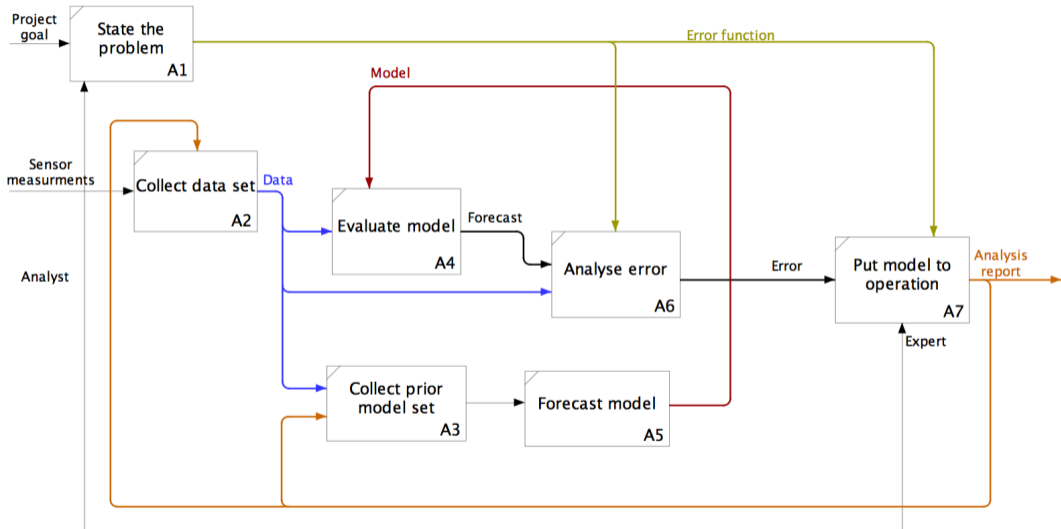 Project
goal
State the
problem
A1
Error function
Model
Sensor
measurments
Collect data set
A2
Data
Evaluate model
A4
Forecast
Analyse error
A6
Error
Put model to
operation
A7
Analysis
report
Analyst
Expert
Collect prior
model set
A3
Forecast model
A5